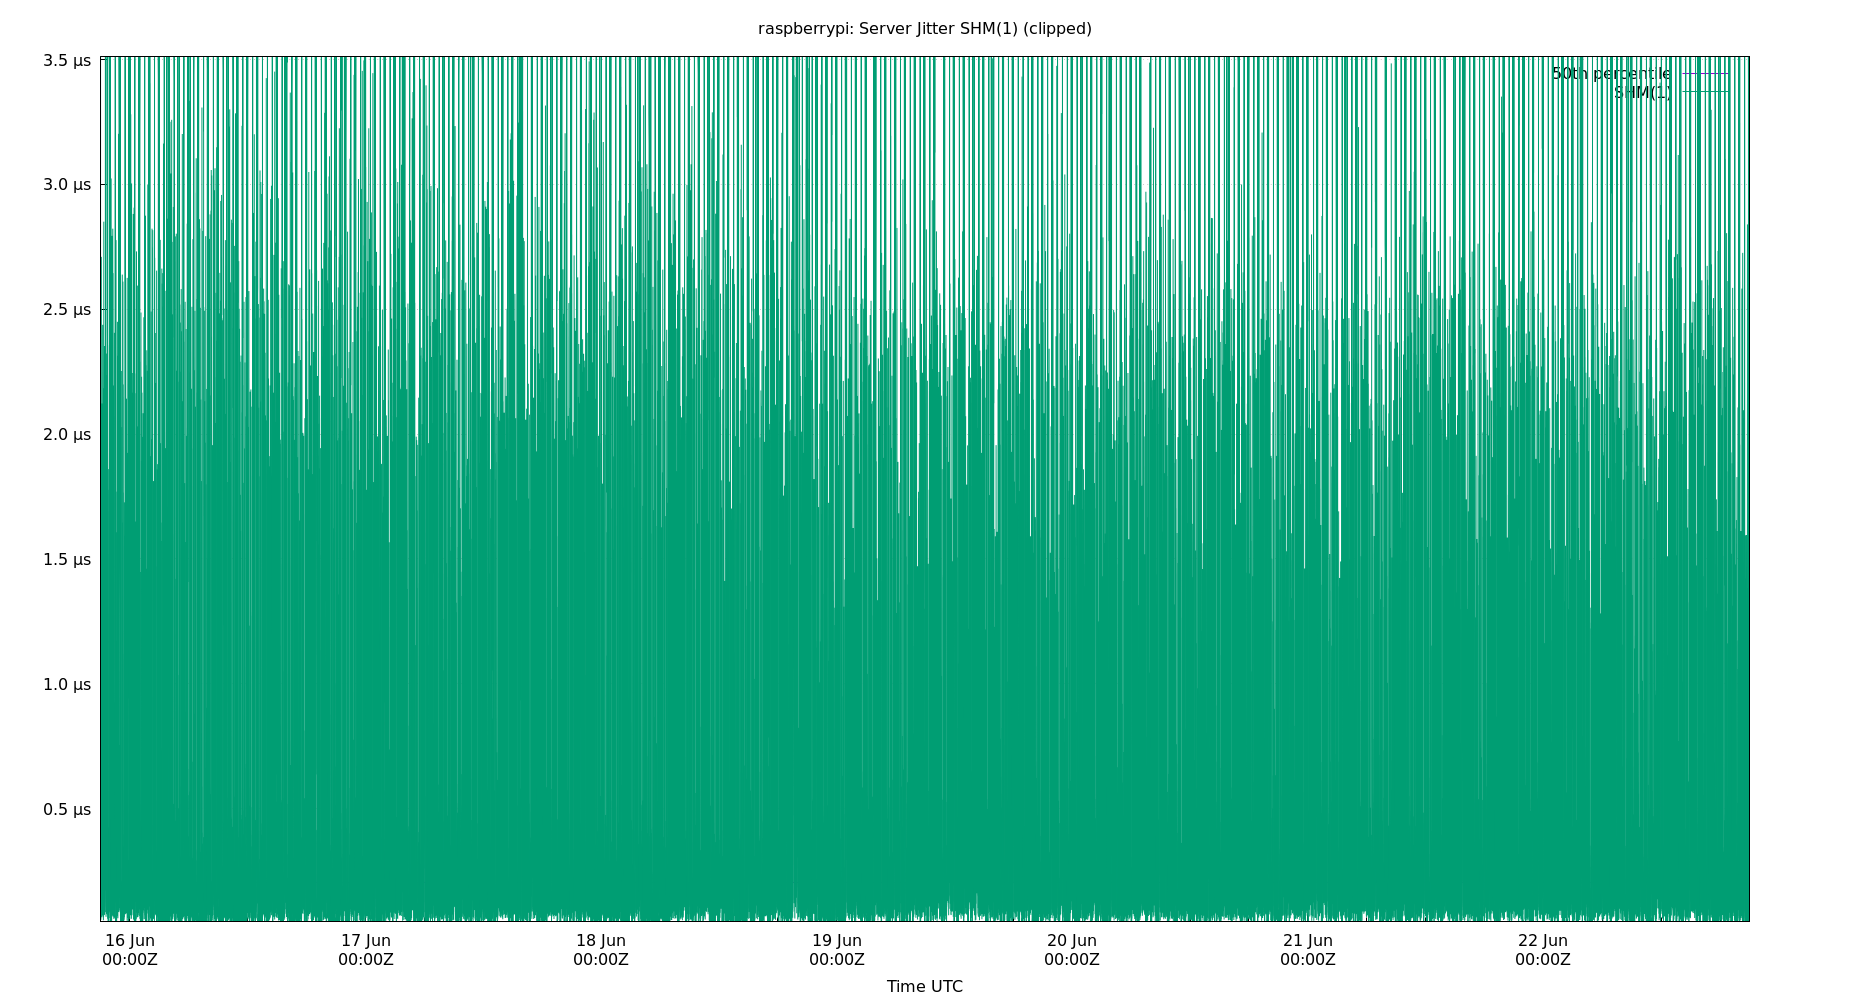 raspberrypi: Server Jitter SHM(1) (clipped)
3.5 μs
50th percentile
SHM(1)
3.0 μs
2.5 μs
2.0 μs
1.5 μs
1.0 μs
0.5 μs
16 Jun 17 Jun 18 Jun 19 Jun 20 Jun 21 Jun 22 Jun
00:00Z 00:00Z 00:00Z 00:00Z 00:00Z 00:00Z 00:00Z
Time UTC